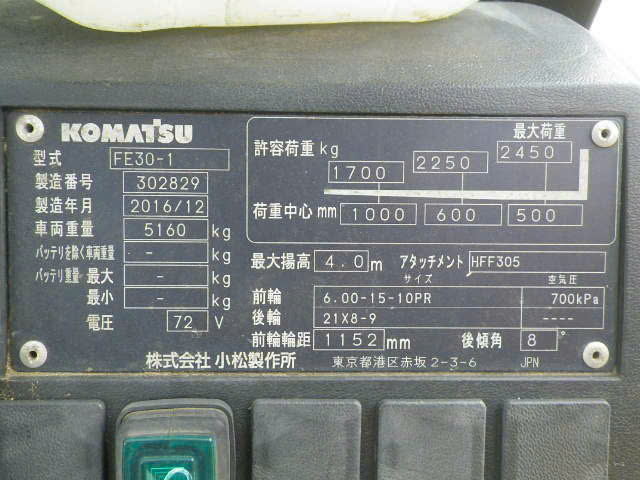 KOMATSU
型式 FE30-1
製造番号 302829
製造年月 2016/12
車両重量 5160 kg
バッテリを除く車両重量 - kg
バッテリ重量 最大 - kg
最小 - kg
電圧 72 V
最大荷重
許容荷重 kg 1700 2250 2450
荷重中心 mm 1000 600 500
最大揚高 4.0 m アタッチメント HFF305
サイズ 空気圧
前輪 6.00-15-10PR 700kPa
後輪 21X8-9 ----
前輪輪距 1152 mm 後傾角 8°
株式会社 小松製作所 東京都港区赤坂2-3-6 JPN